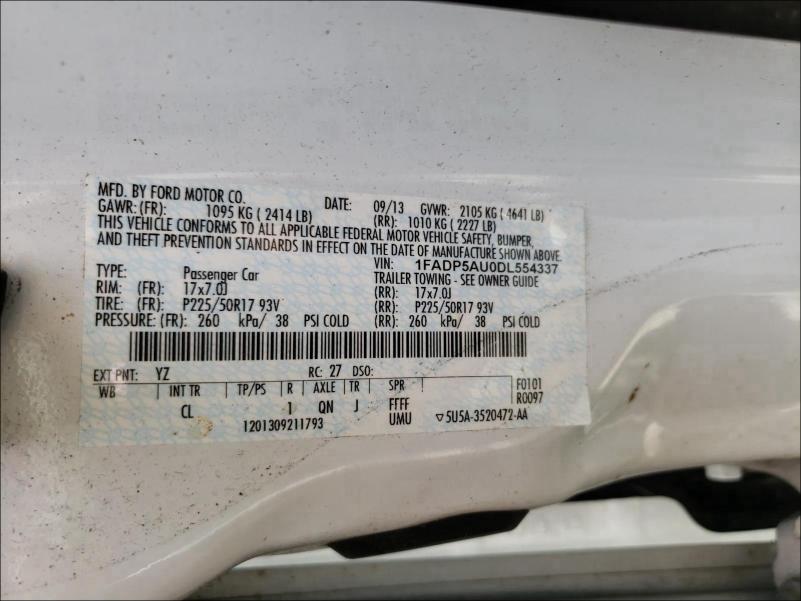 MFD. BY FORD MOTOR CO. DATE: 09/13 GVWR: 2105 KG ( 4641 LB)
GAWR: (FR): 1095 KG ( 2414 LB) (RR): 1010 KG ( 2227 LB)
THIS VEHICLE CONFORMS TO ALL APPLICABLE FEDERAL MOTOR VEHICLE SAFETY, BUMPER,
AND THEFT PREVENTION STANDARDS IN EFFECT ON THE DATE OF MANUFACTURE SHOWN ABOVE.
VIN: 1FADP5AU0DL554337
TYPE: Passenger Car TRAILER TOWING - SEE OWNER GUIDE
RIM: (FR): 17x7.0J (RR): 17x7.0J
TIRE: (FR): P225/50R17 93V (RR): P225/50R17 93V
PRESSURE: (FR): 260 kPa/ 38 PSI COLD (RR): 260 kPa/ 38 PSI COLD
EXT PNT: YZ RC: 27 DSO:
WB INT TR TP/PS R AXLE TR SPR F0101
R0097
CL 1 QN J FFFF
1201309211793 UMU ▽5U5A-3520472-AA